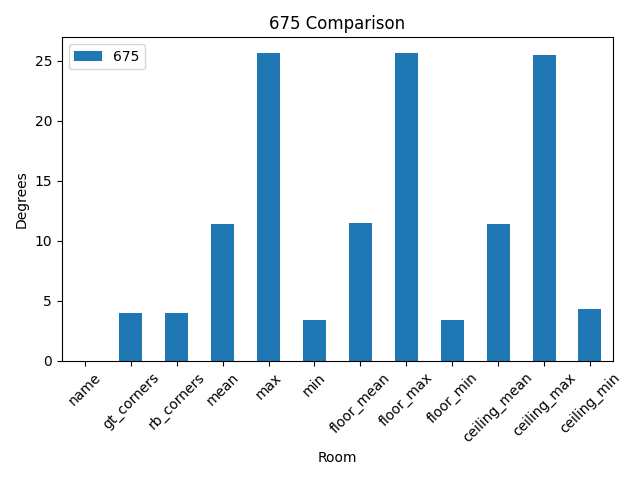 675 Comparison
675
25
20
15
10
5
0
Degrees
name
gt_corners
rb_corners
mean
max
min
floor_mean
floor_max
floor_min
ceiling_mean
ceiling_max
ceiling_min
Room